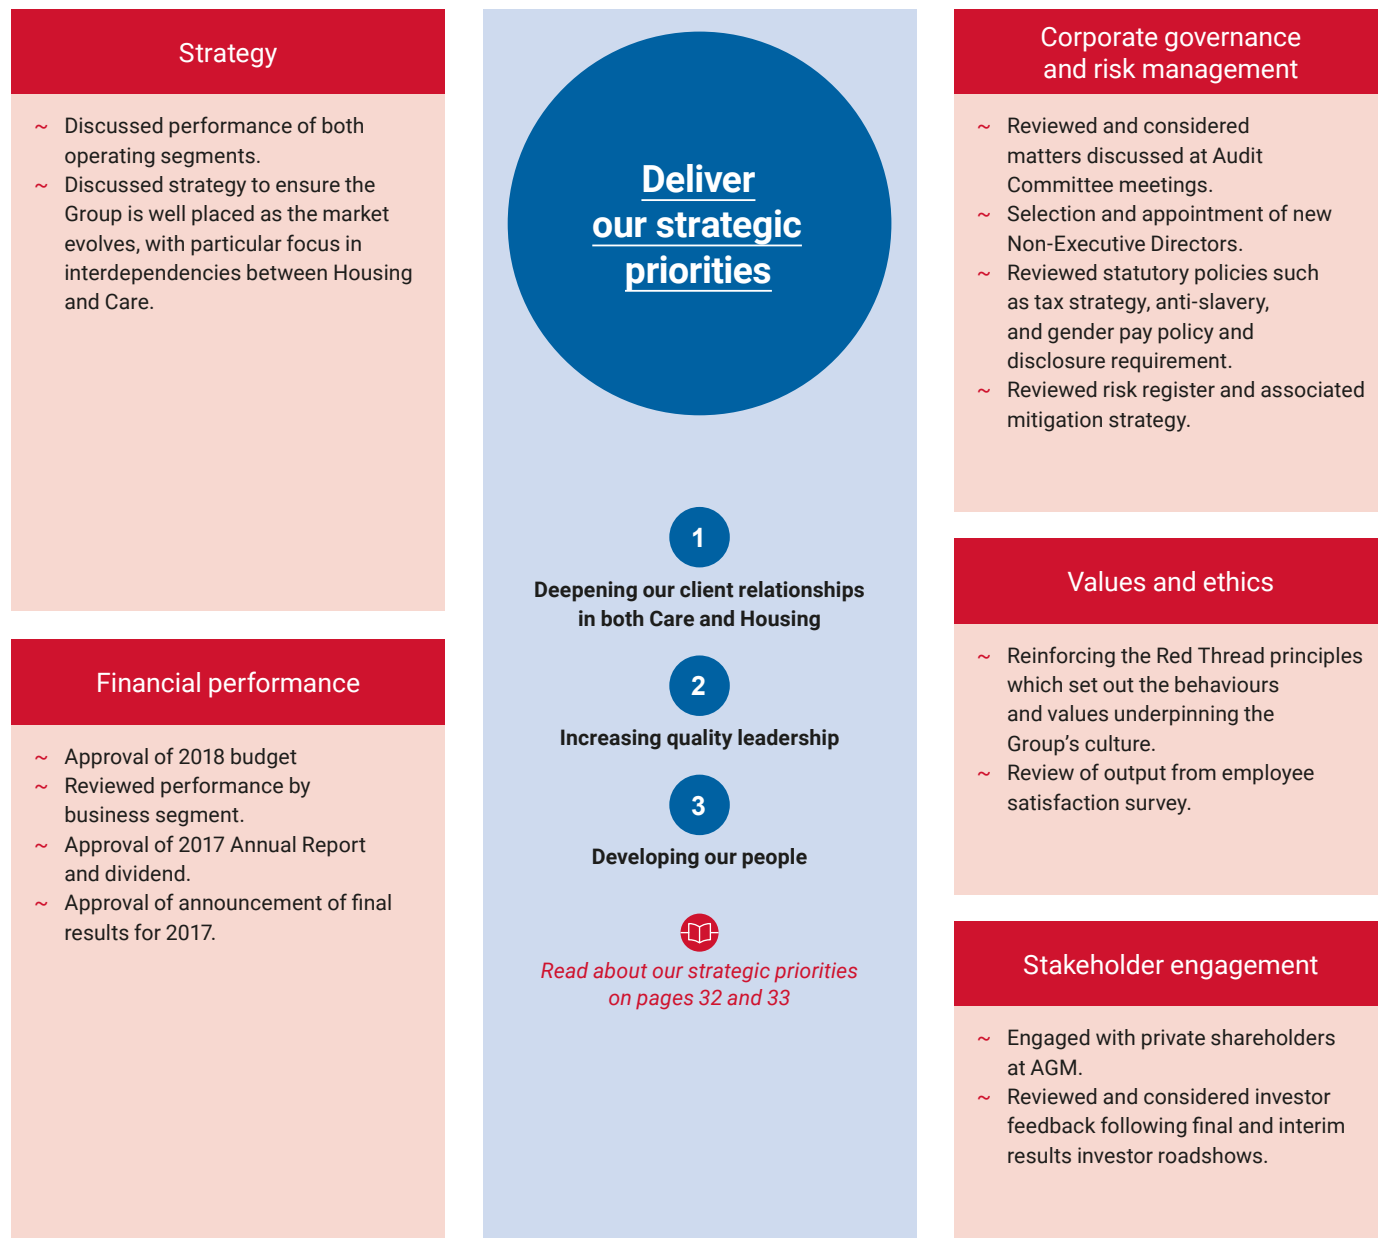 Strategy
~ Discussed performance of both
operating segments.
~ Discussed strategy to ensure the
Group is well placed as the market
evolves, with particular focus in
interdependencies between Housing
and Care.
Financial performance
~ Approval of 2018 budget
~ Reviewed performance by
business segment.
~ Approval of 2017 Annual Report
and dividend.
~ Approval of announcement of final
results for 2017.
Deliver
our strategic
priorities
1
Deepening our client relationships
in both Care and Housing
2
Increasing quality leadership
3
Developing our people
Read about our strategic priorities
on pages 32 and 33
Corporate governance
and risk management
~ Reviewed and considered
matters discussed at Audit
Committee meetings.
~ Selection and appointment of new
Non-Executive Directors.
~ Reviewed statutory policies such
as tax strategy, anti-slavery,
and gender pay policy and
disclosure requirement.
~ Reviewed risk register and associated
mitigation strategy.
Values and ethics
~ Reinforcing the Red Thread principles
which set out the behaviours
and values underpinning the
Group’s culture.
~ Review of output from employee
satisfaction survey.
Stakeholder engagement
~ Engaged with private shareholders
at AGM.
~ Reviewed and considered investor
feedback following final and interim
results investor roadshows.